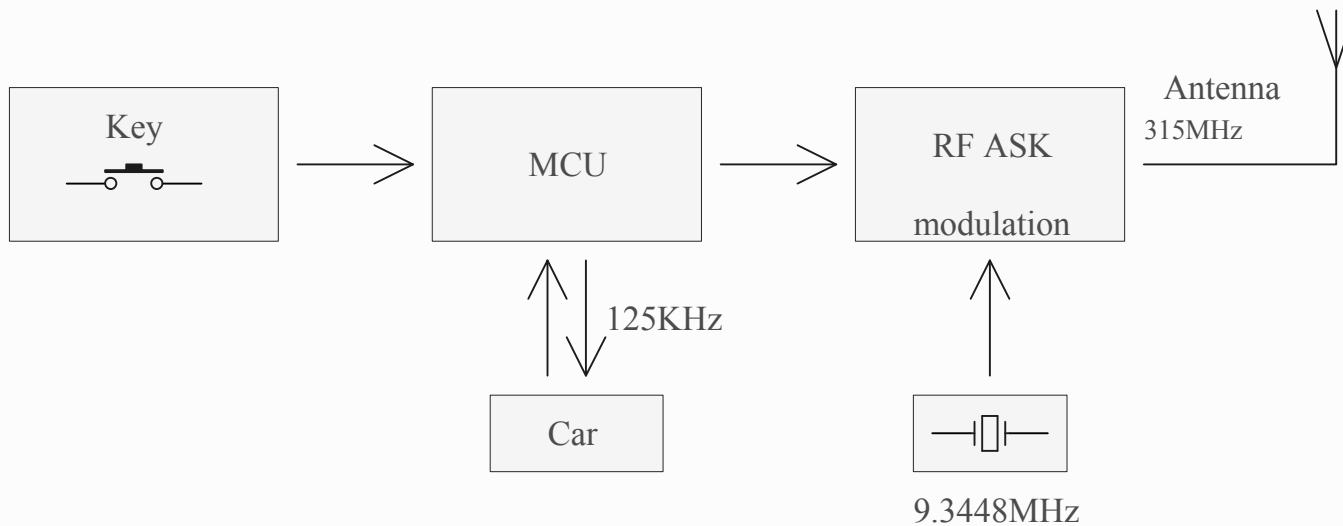 Key
MCU
RF ASK
modulation
Antenna
315MHz
125KHz
Car
9.3448MHz